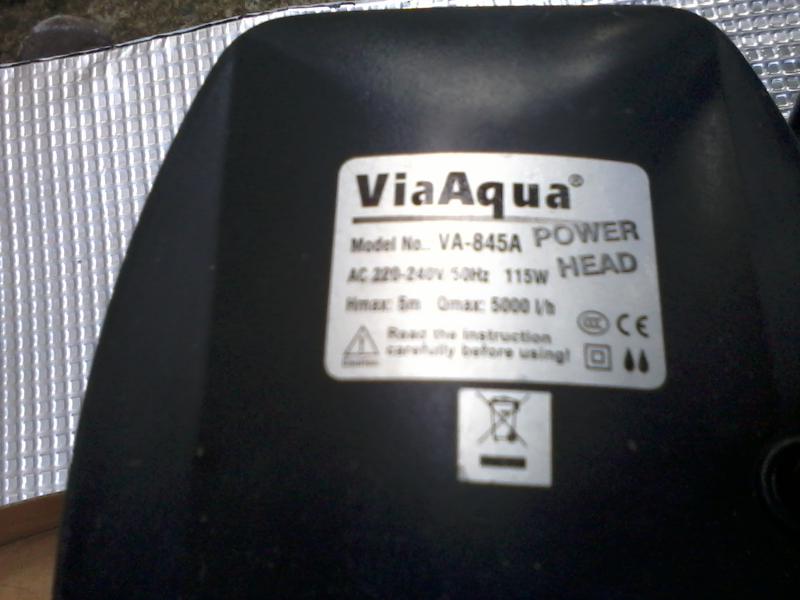 ViaAqua®
Model No.. VA-845A POWER HEAD
AC 220-240V 50Hz 115W
Hmax: 5m Qmax: 5000 l/h
Read the instruction
carefully before using!
CE